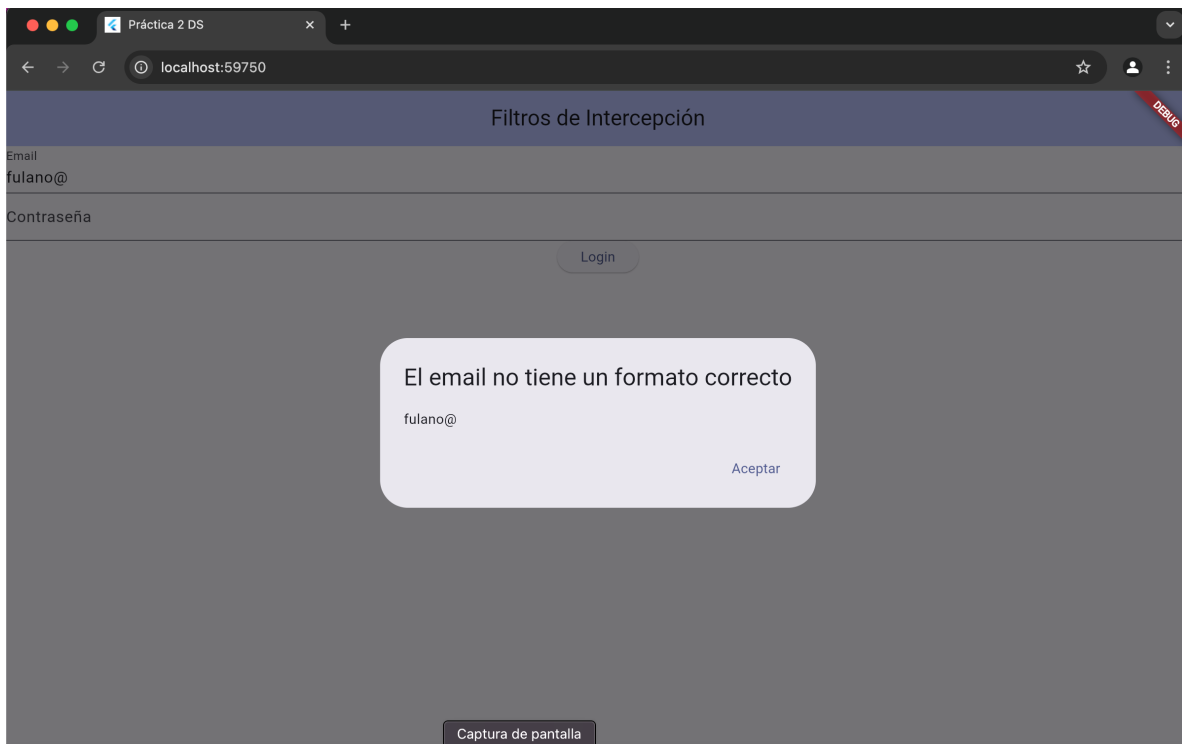 Práctica 2 DS
localhost:59750
Filtros de Intercepción
DEBUG
Email
fulano@
Contraseña
Login
El email no tiene un formato correcto
fulano@
Aceptar
Captura de pantalla